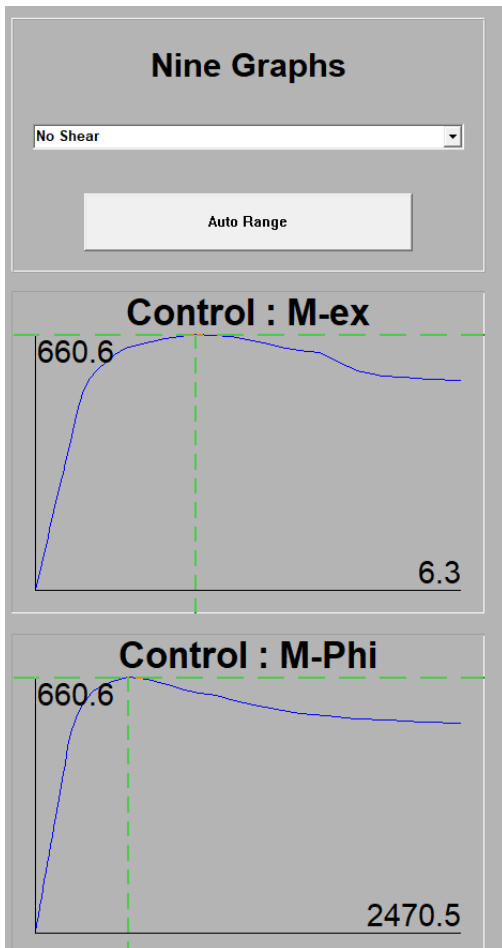 Nine Graphs
No Shear
Auto Range
Control : M-ex
660.6
6.3
Control : M-Phi
660.6
2470.5